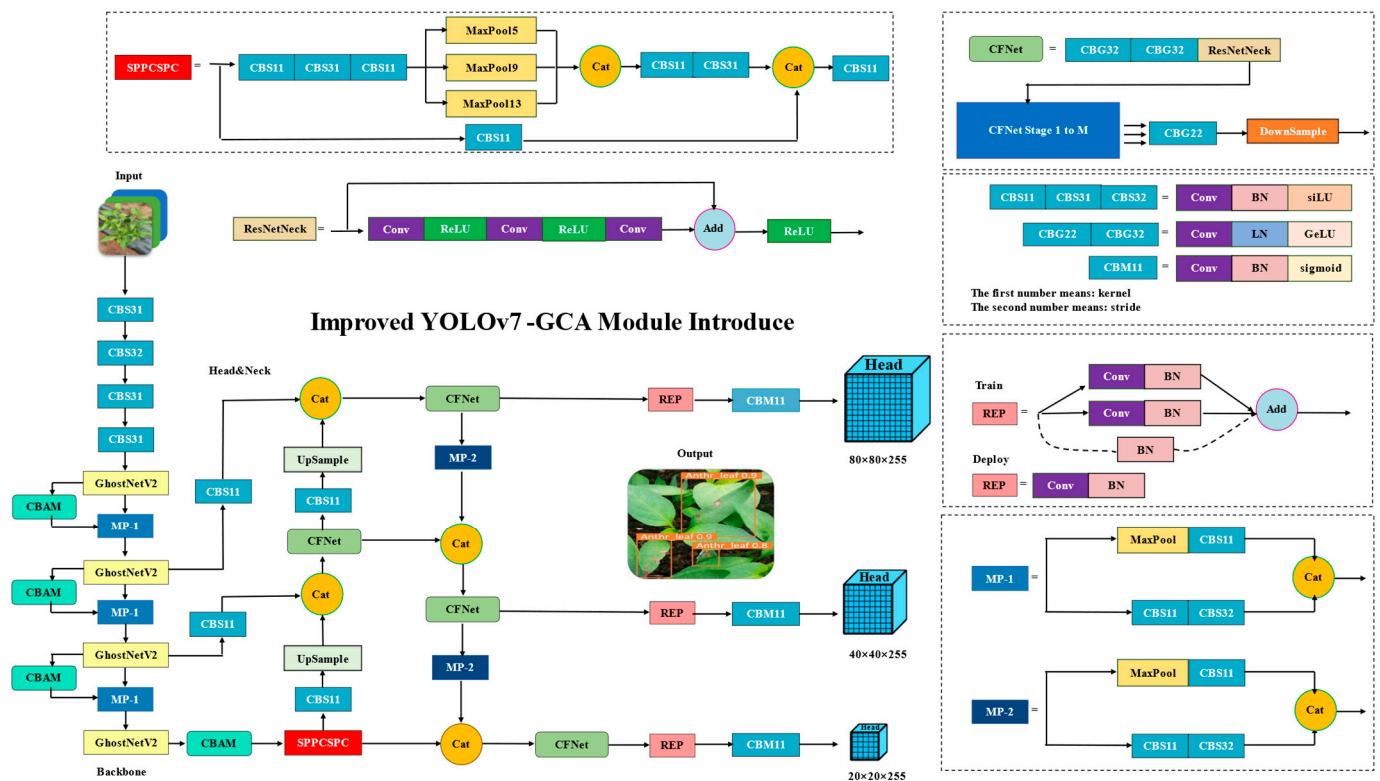 SPPCSPC
=
CBS11
CBS31
CBS11
MaxPool5
MaxPool9
MaxPool13
Cat
CBS11
CBS31
Cat
CBS11
CBS11
CFNet
=
CBG32
CBG32
ResNetNeck
CFNet Stage 1 to M
CBG22
DownSample
Input
ResNetNeck
=
Conv
ReLU
Conv
ReLU
Conv
Add
ReLU
CBS11
CBS31
CBS32
=
Conv
BN
siLU
CBG22
CBG32
=
Conv
LN
GeLU
CBM11
=
Conv
BN
sigmoid
The first number means: kernel
The second number means: stride
Improved YOLOv7 -GCA Module Introduce
CBS31
CBS32
CBS31
CBS31
GhostNetV2
CBAM
MP-1
GhostNetV2
CBAM
MP-1
GhostNetV2
CBAM
MP-1
GhostNetV2
Backbone
CBAM
SPPCSPC
Head&Neck
CBS11
CBS11
Cat
UpSample
CBS11
CFNet
Cat
UpSample
CBS11
CFNet
MP-2
Cat
CFNet
MP-2
Cat
CFNet
REP
CBM11
Head
80×80×255
Output
Anthr_leaf 0.9
Anthr_leaf 0.9
Anthr_leaf 0.8
REP
CBM11
Head
40×40×255
REP
CBM11
Head
20×20×255
Train
REP
=
Conv
BN
Conv
BN
BN
Add
Deploy
REP
=
Conv
BN
MP-1
=
MaxPool
CBS11
CBS11
CBS32
Cat
MP-2
=
MaxPool
CBS11
CBS11
CBS32
Cat